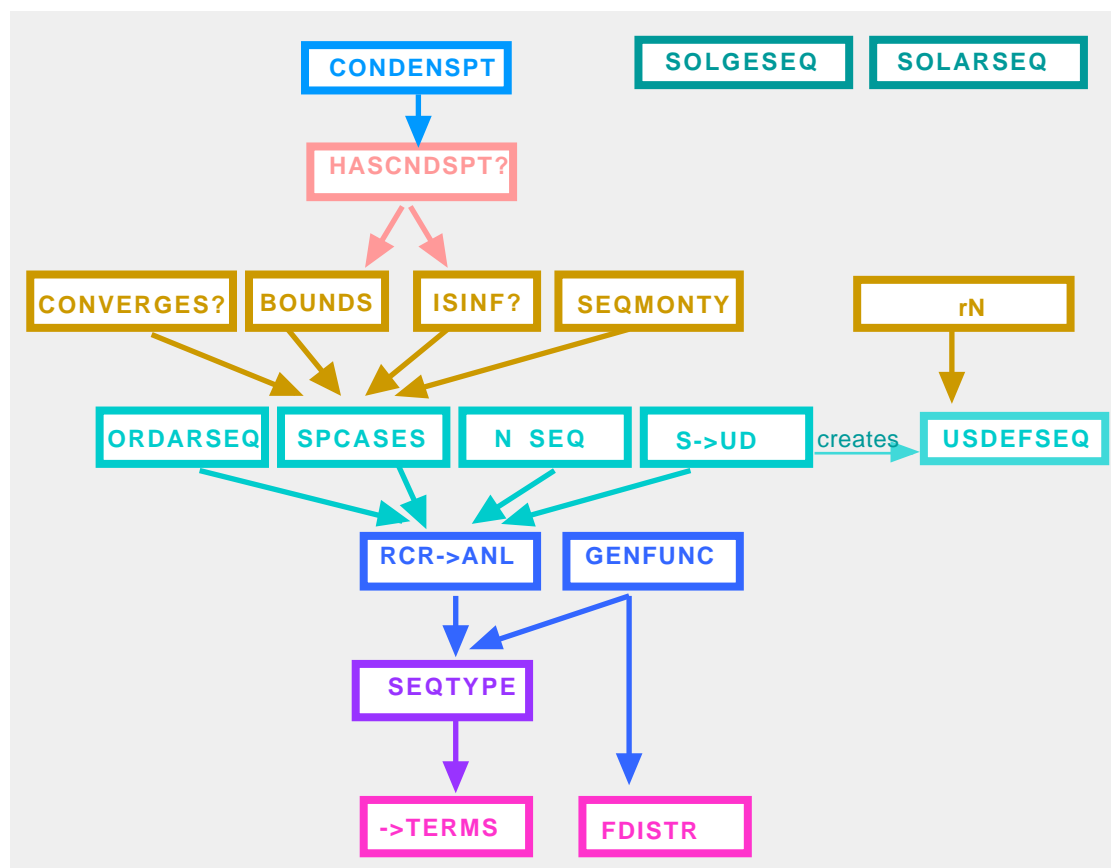 CONDENSPT
SOLGESEQ
SOLARSEQ
HASCNDSPT?
CONVERGES?
BOUNDS
ISINF?
SEQMONTY
rN
ORDARSEQ
SPCASES
N SEQ
S->UD
creates
USDEFSEQ
RCR->ANL
GENFUNC
SEQTYPE
->TERMS
FDISTR